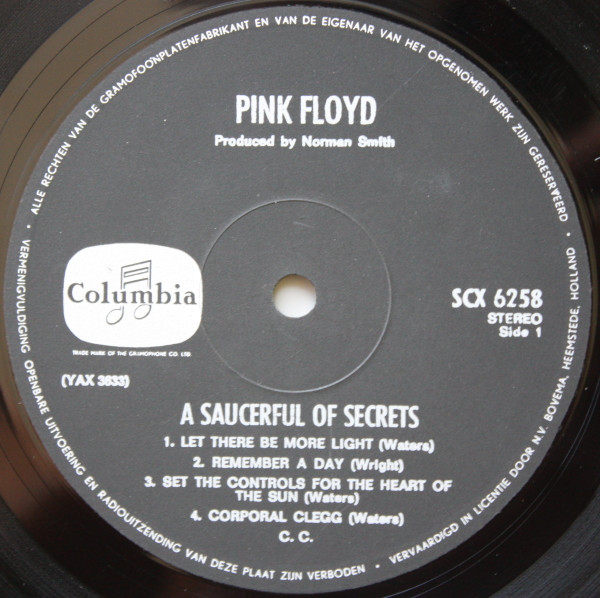 ALLE RECHTEN VAN DE GRAMOFOONPLATENFABRIKANT EN VAN DE EIGENAAR VAN HET OPGENOMEN WERK ZIJN GERESERVEERD
PINK FLOYD
Produced by Norman Smith
Columbia
TRADE MARK OF THE GRAMOPHONE CO. LTD.
SCX 6258
STEREO
Side 1
(YAX 3633)
A SAUCERFUL OF SECRETS
1. LET THERE BE MORE LIGHT (Waters)
2. REMEMBER A DAY (Wright)
3. SET THE CONTROLS FOR THE HEART OF
THE SUN (Waters)
4. CORPORAL CLEGG (Waters)
C. C.
VERMENIGVULDIGING OPENBARE UITVOERING EN RADIOUITZENDING VAN DEZE PLAAT ZIJN VERBODEN
VERVAARDIGD IN LICENTIE DOOR N.V. BOVEMA, HEEMSTEDE, HOLLAND